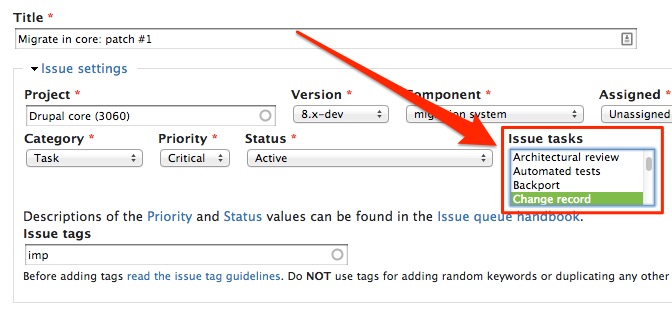 Title *
Migrate in core: patch #1
Issue settings
Project * Version * Component * Assigned *
Drupal core (3060) 8.x-dev migration system Unassigned
Category * Priority * Status * Issue tasks
Task Critical Active
Architectural review
Automated tests
Backport
Change record
Descriptions of the Priority and Status values can be found in the Issue queue handbook.
Issue tags
imp
Before adding tags read the issue tag guidelines. Do NOT use tags for adding random keywords or duplicating any other